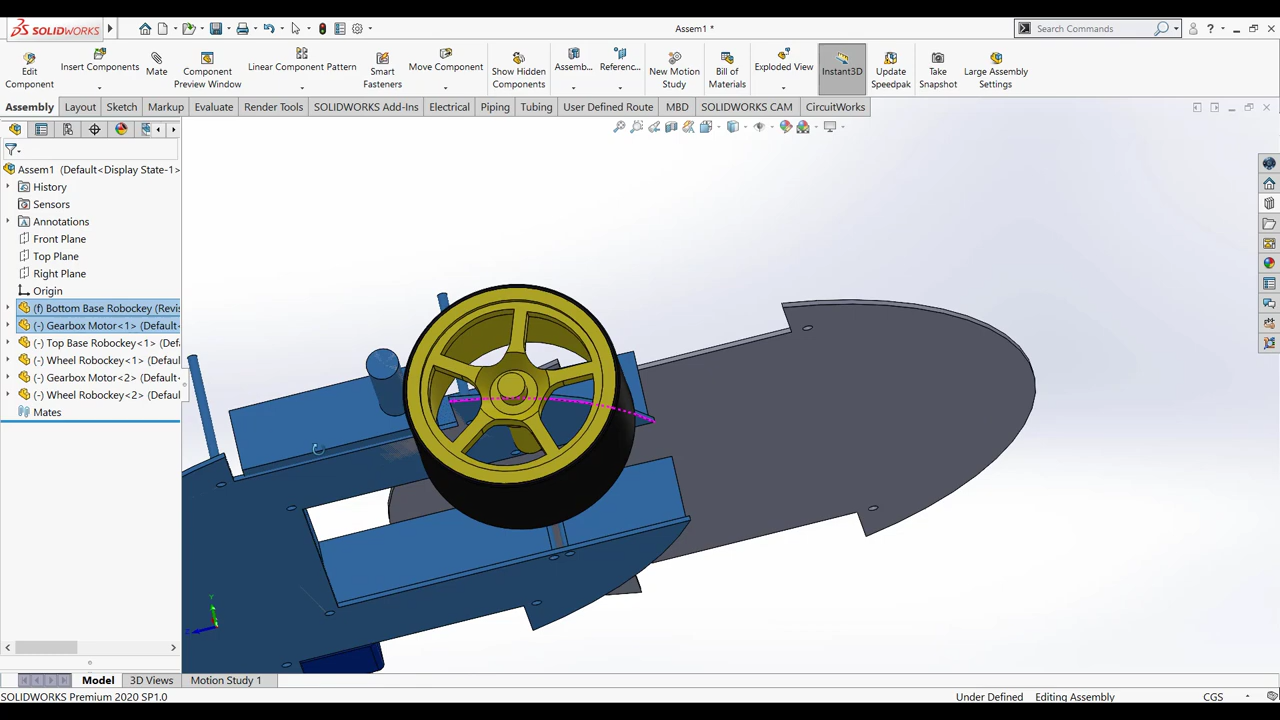 SOLIDWORKS
Assem1 *
Search Commands
Edit Component
Insert Components
Mate
Component Preview Window
Linear Component Pattern
Smart Fasteners
Move Component
Show Hidden Components
Assemb...
Referenc...
New Motion Study
Bill of Materials
Exploded View
Instant3D
Update Speedpak
Take Snapshot
Large Assembly Settings
Assembly
Layout
Sketch
Markup
Evaluate
Render Tools
SOLIDWORKS Add-Ins
Electrical
Piping
Tubing
User Defined Route
MBD
SOLIDWORKS CAM
CircuitWorks
Assem1 (Default<Display State-1>
History
Sensors
Annotations
Front Plane
Top Plane
Right Plane
Origin
(f) Bottom Base Robockey (Revis
(-) Gearbox Motor<1> (Default<
(-) Top Base Robockey<1> (Def
(-) Wheel Robockey<1> (Default
(-) Gearbox Motor<2> (Default<
(-) Wheel Robockey<2> (Default
Mates
Y
Z
Model
3D Views
Motion Study 1
SOLIDWORKS Premium 2020 SP1.0
Under Defined
Editing Assembly
CGS